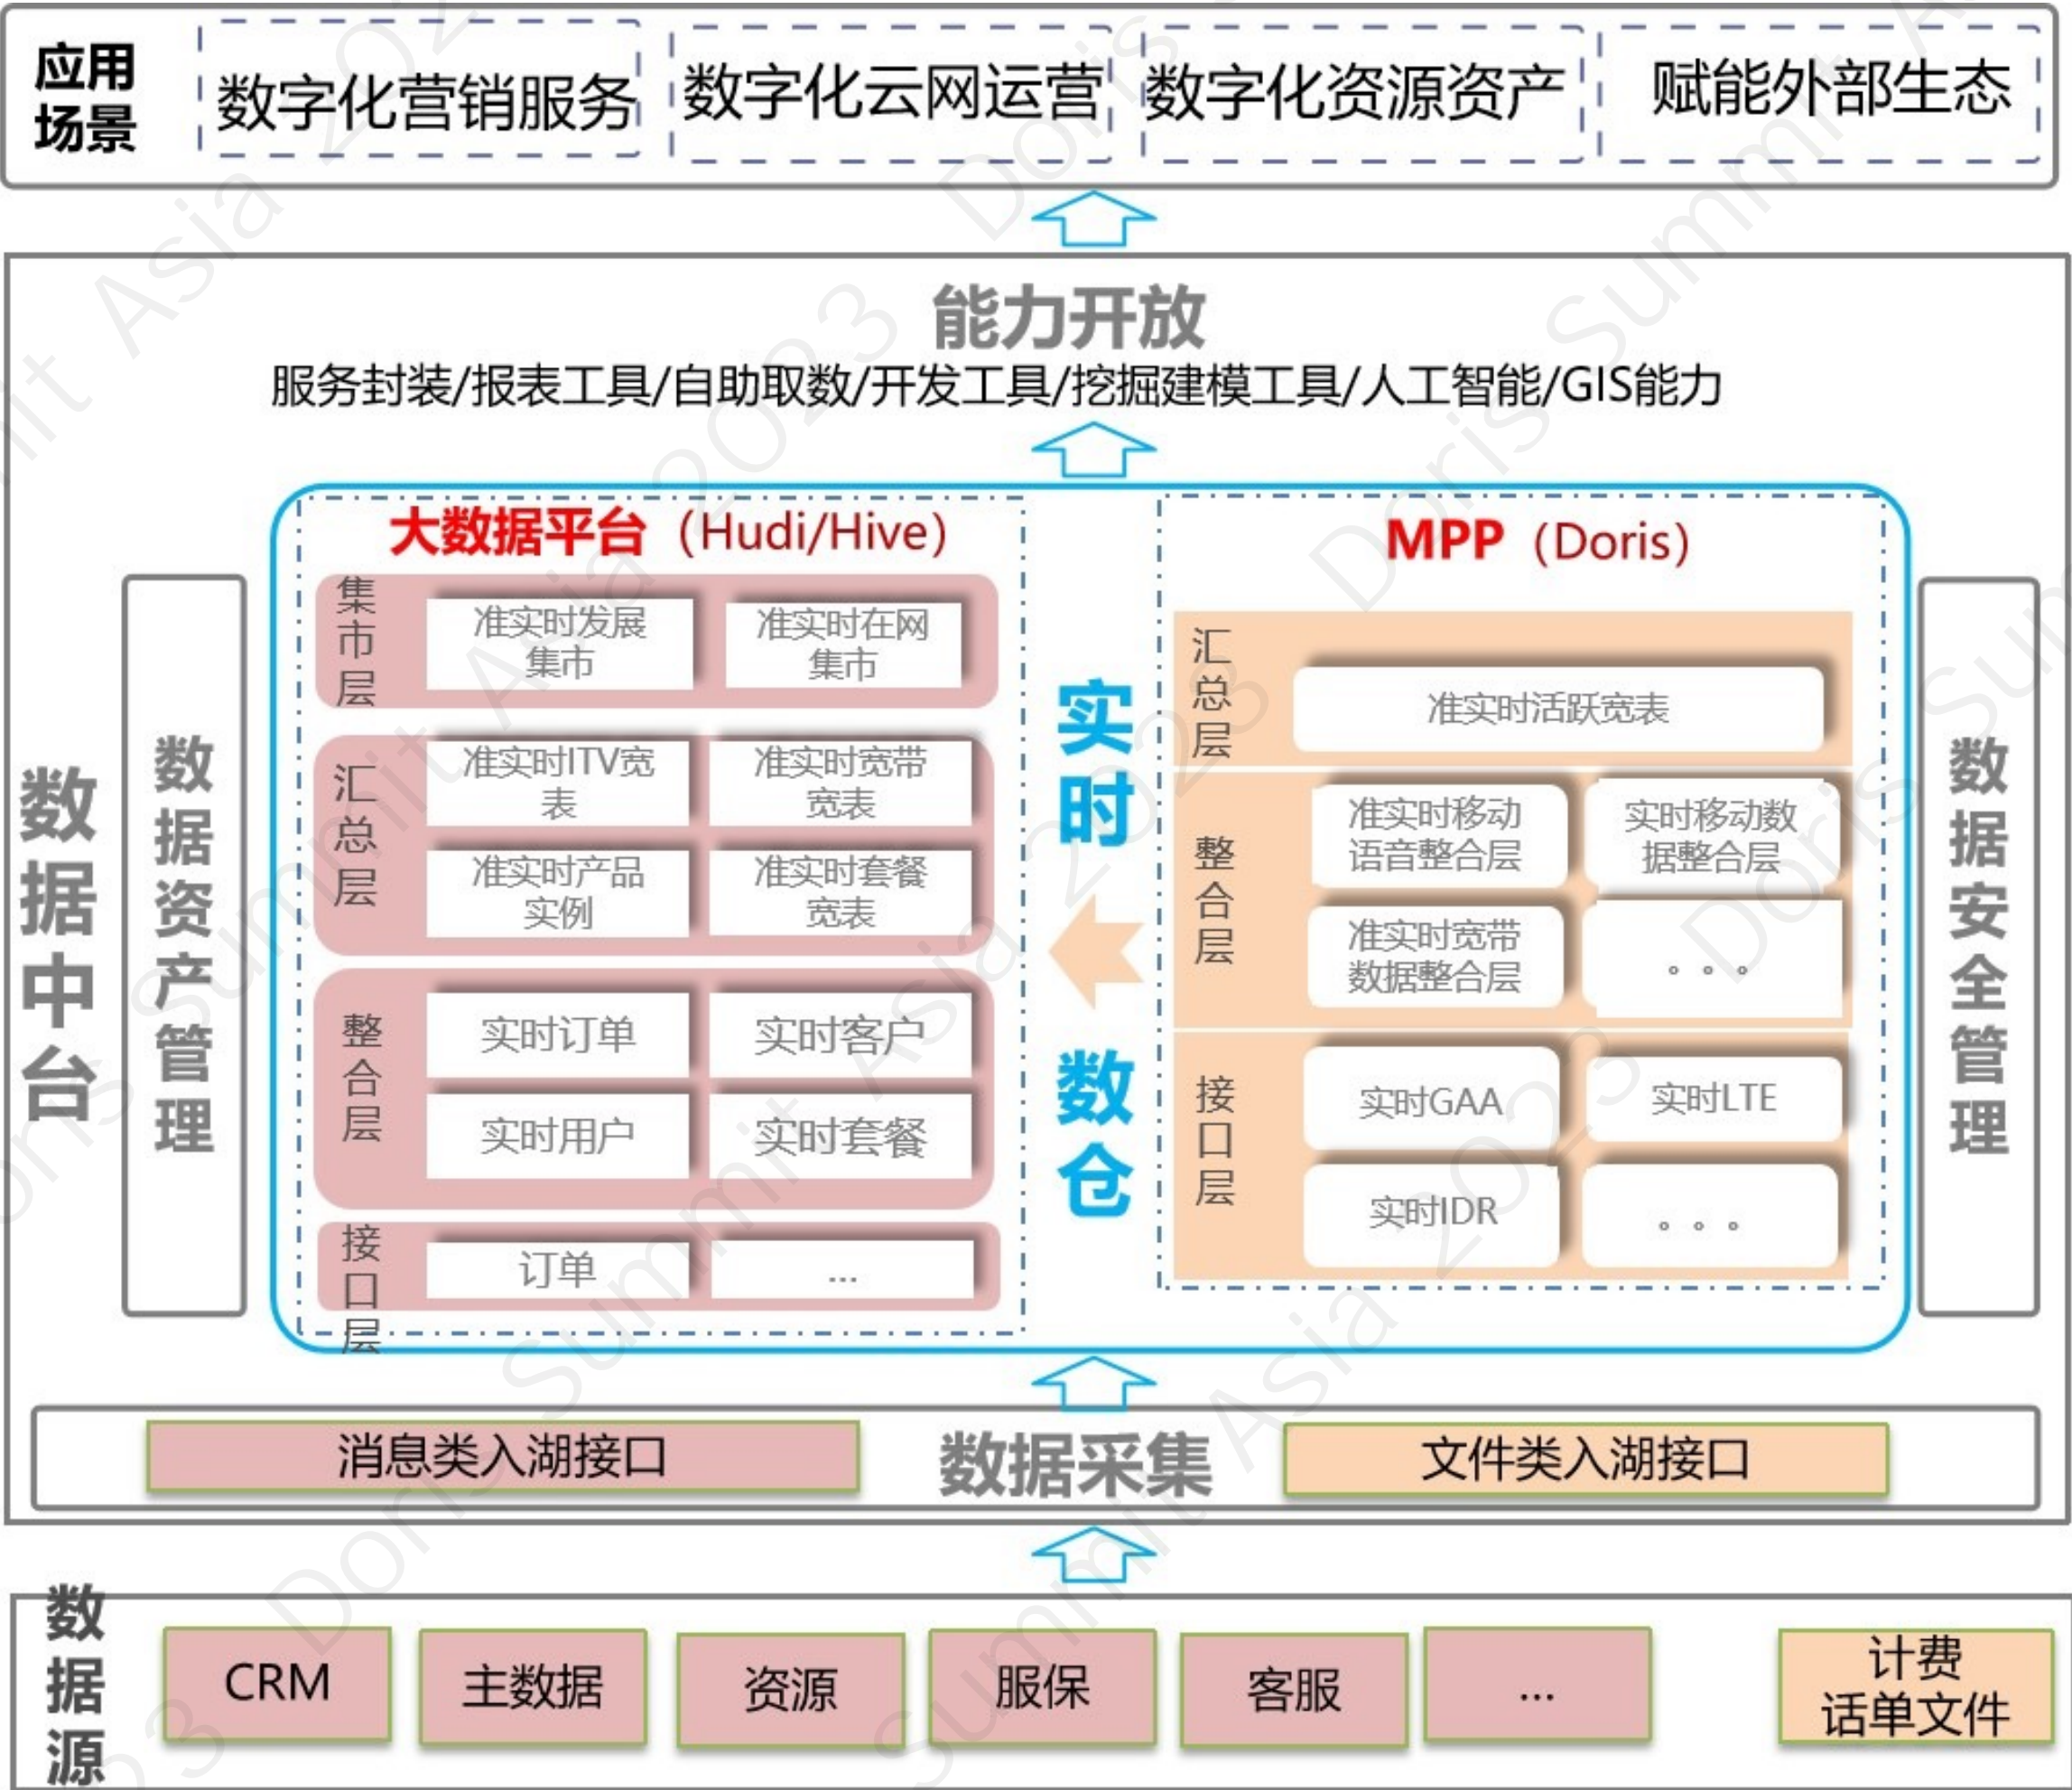 应用
场景
数字化营销服务
数字化云网运营
数字化资源资产
赋能外部生态
能力开放
服务封装/报表工具/自助取数/开发工具/挖掘建模工具/人工智能/GIS能力
数据中台
数据资产管理
大数据平台（Hudi/Hive）
集市层
准实时发展
集市
准实时在网
集市
汇总层
准实时ITV宽
表
准实时宽带
宽表
准实时产品
实例
准实时套餐
宽表
整合层
实时订单
实时客户
实时用户
实时套餐
接口层
订单
...
实时数仓
MPP（Doris）
汇总层
准实时活跃宽表
整合层
准实时移动
语音整合层
实时移动数
据整合层
准实时宽带
数据整合层
。。。
接口层
实时GAA
实时LTE
实时IDR
。。。
数据安全管理
消息类入湖接口
数据采集
文件类入湖接口
数据源
CRM
主数据
资源
服保
客服
...
计费
话单文件
Doris Summit Asia 2023